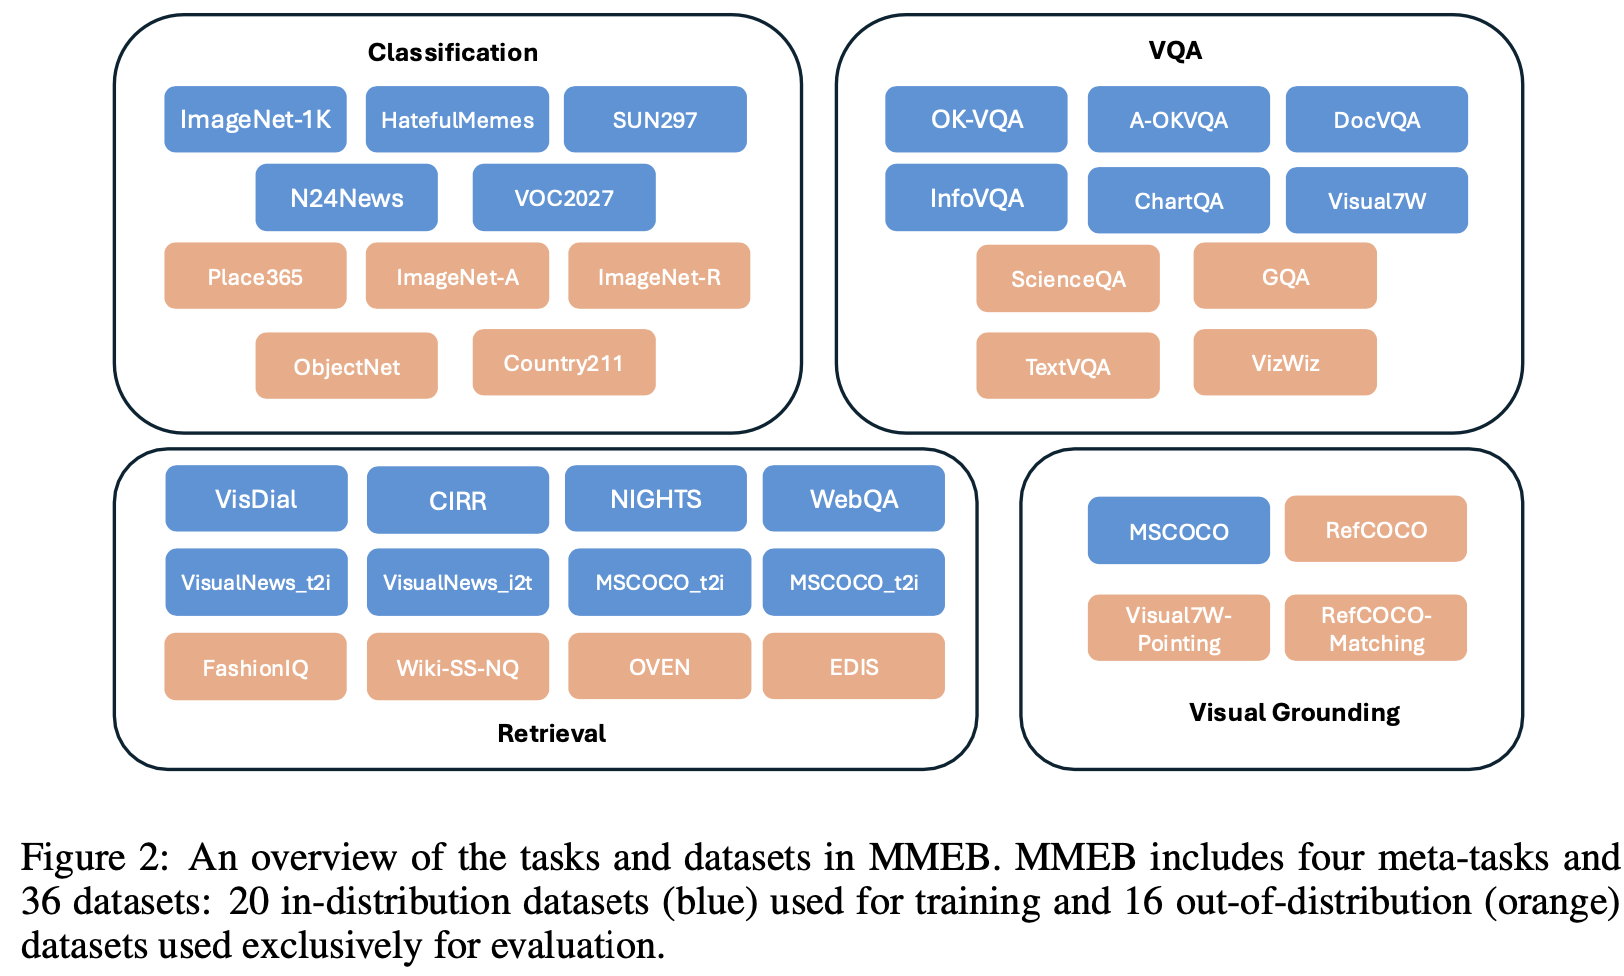 Classification
ImageNet-1K HatefulMemes SUN297
N24News VOC2027
Place365 ImageNet-A ImageNet-R
ObjectNet Country211
VQA
OK-VQA A-OKVQA DocVQA
InfoVQA ChartQA Visual7W
ScienceQA GQA
TextVQA VizWiz
VisDial CIRR NIGHTS WebQA
VisualNews_t2i VisualNews_i2t MSCOCO_t2i MSCOCO_t2i
FashionIQ Wiki-SS-NQ OVEN EDIS
Retrieval
MSCOCO RefCOCO
Visual7W-
Pointing
RefCOCO-
Matching
Visual Grounding
Figure 2: An overview of the tasks and datasets in MMEB. MMEB includes four meta-tasks and
36 datasets: 20 in-distribution datasets (blue) used for training and 16 out-of-distribution (orange)
datasets used exclusively for evaluation.